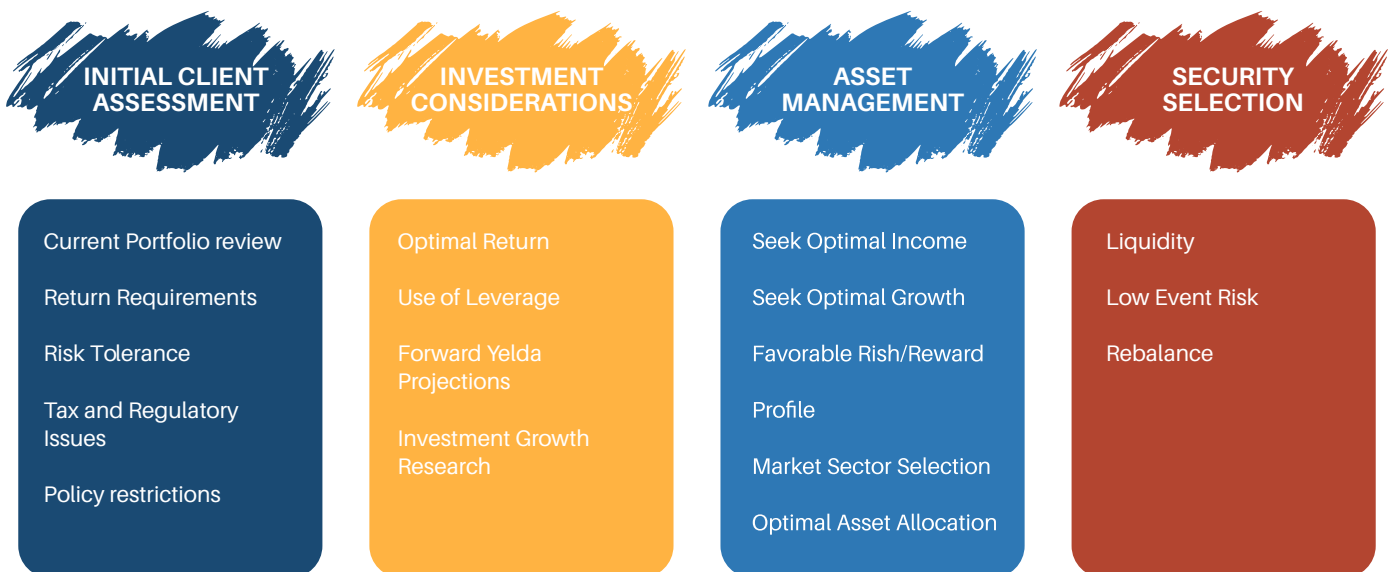 INITIAL CLIENT
ASSESSMENT
Current Portfolio review
Return Requirements
Risk Tolerance
Tax and Regulatory
Issues
Policy restrictions
INVESTMENT
CONSIDERATIONS
Optimal Return
Use of Leverage
Forward Yelda
Projections
Investment Growth
Research
ASSET
MANAGEMENT
Seek Optimal Income
Seek Optimal Growth
Favorable Rish/Reward
Profile
Market Sector Selection
Optimal Asset Allocation
SECURITY
SELECTION
Liquidity
Low Event Risk
Rebalance